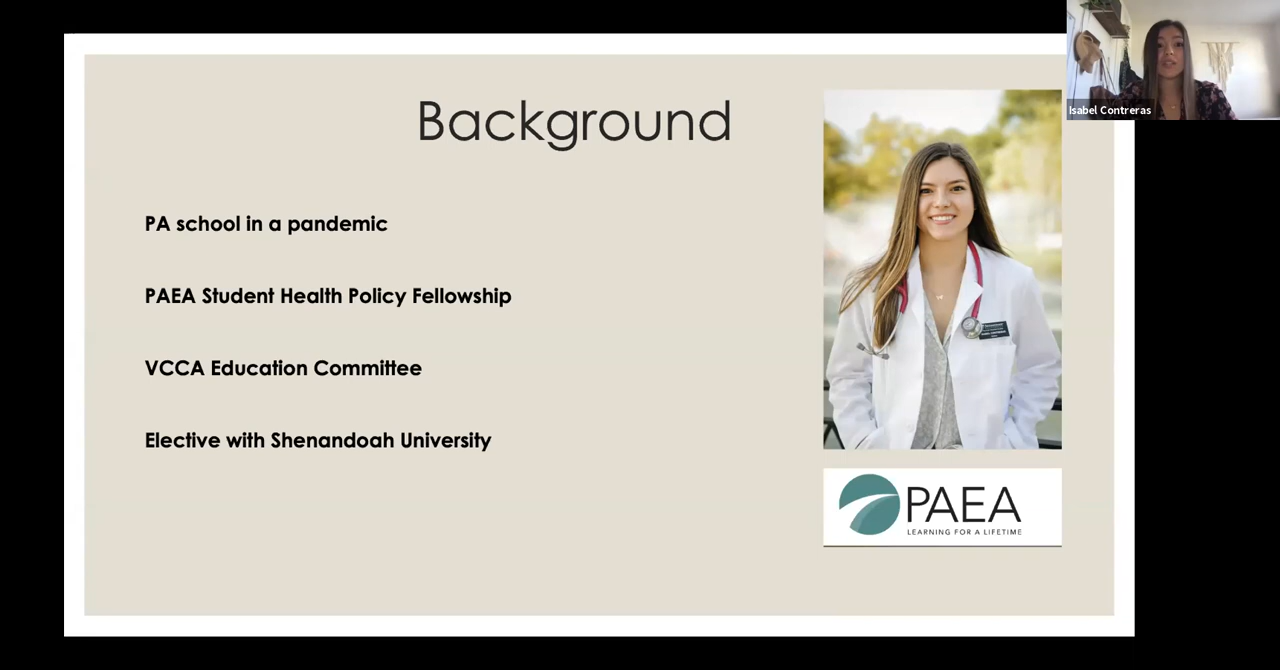 Isabel Contreras
Background
PA school in a pandemic
PAEA Student Health Policy Fellowship
VCCA Education Committee
Elective with Shenandoah University
PAEA
LEARNING FOR A LIFETIME